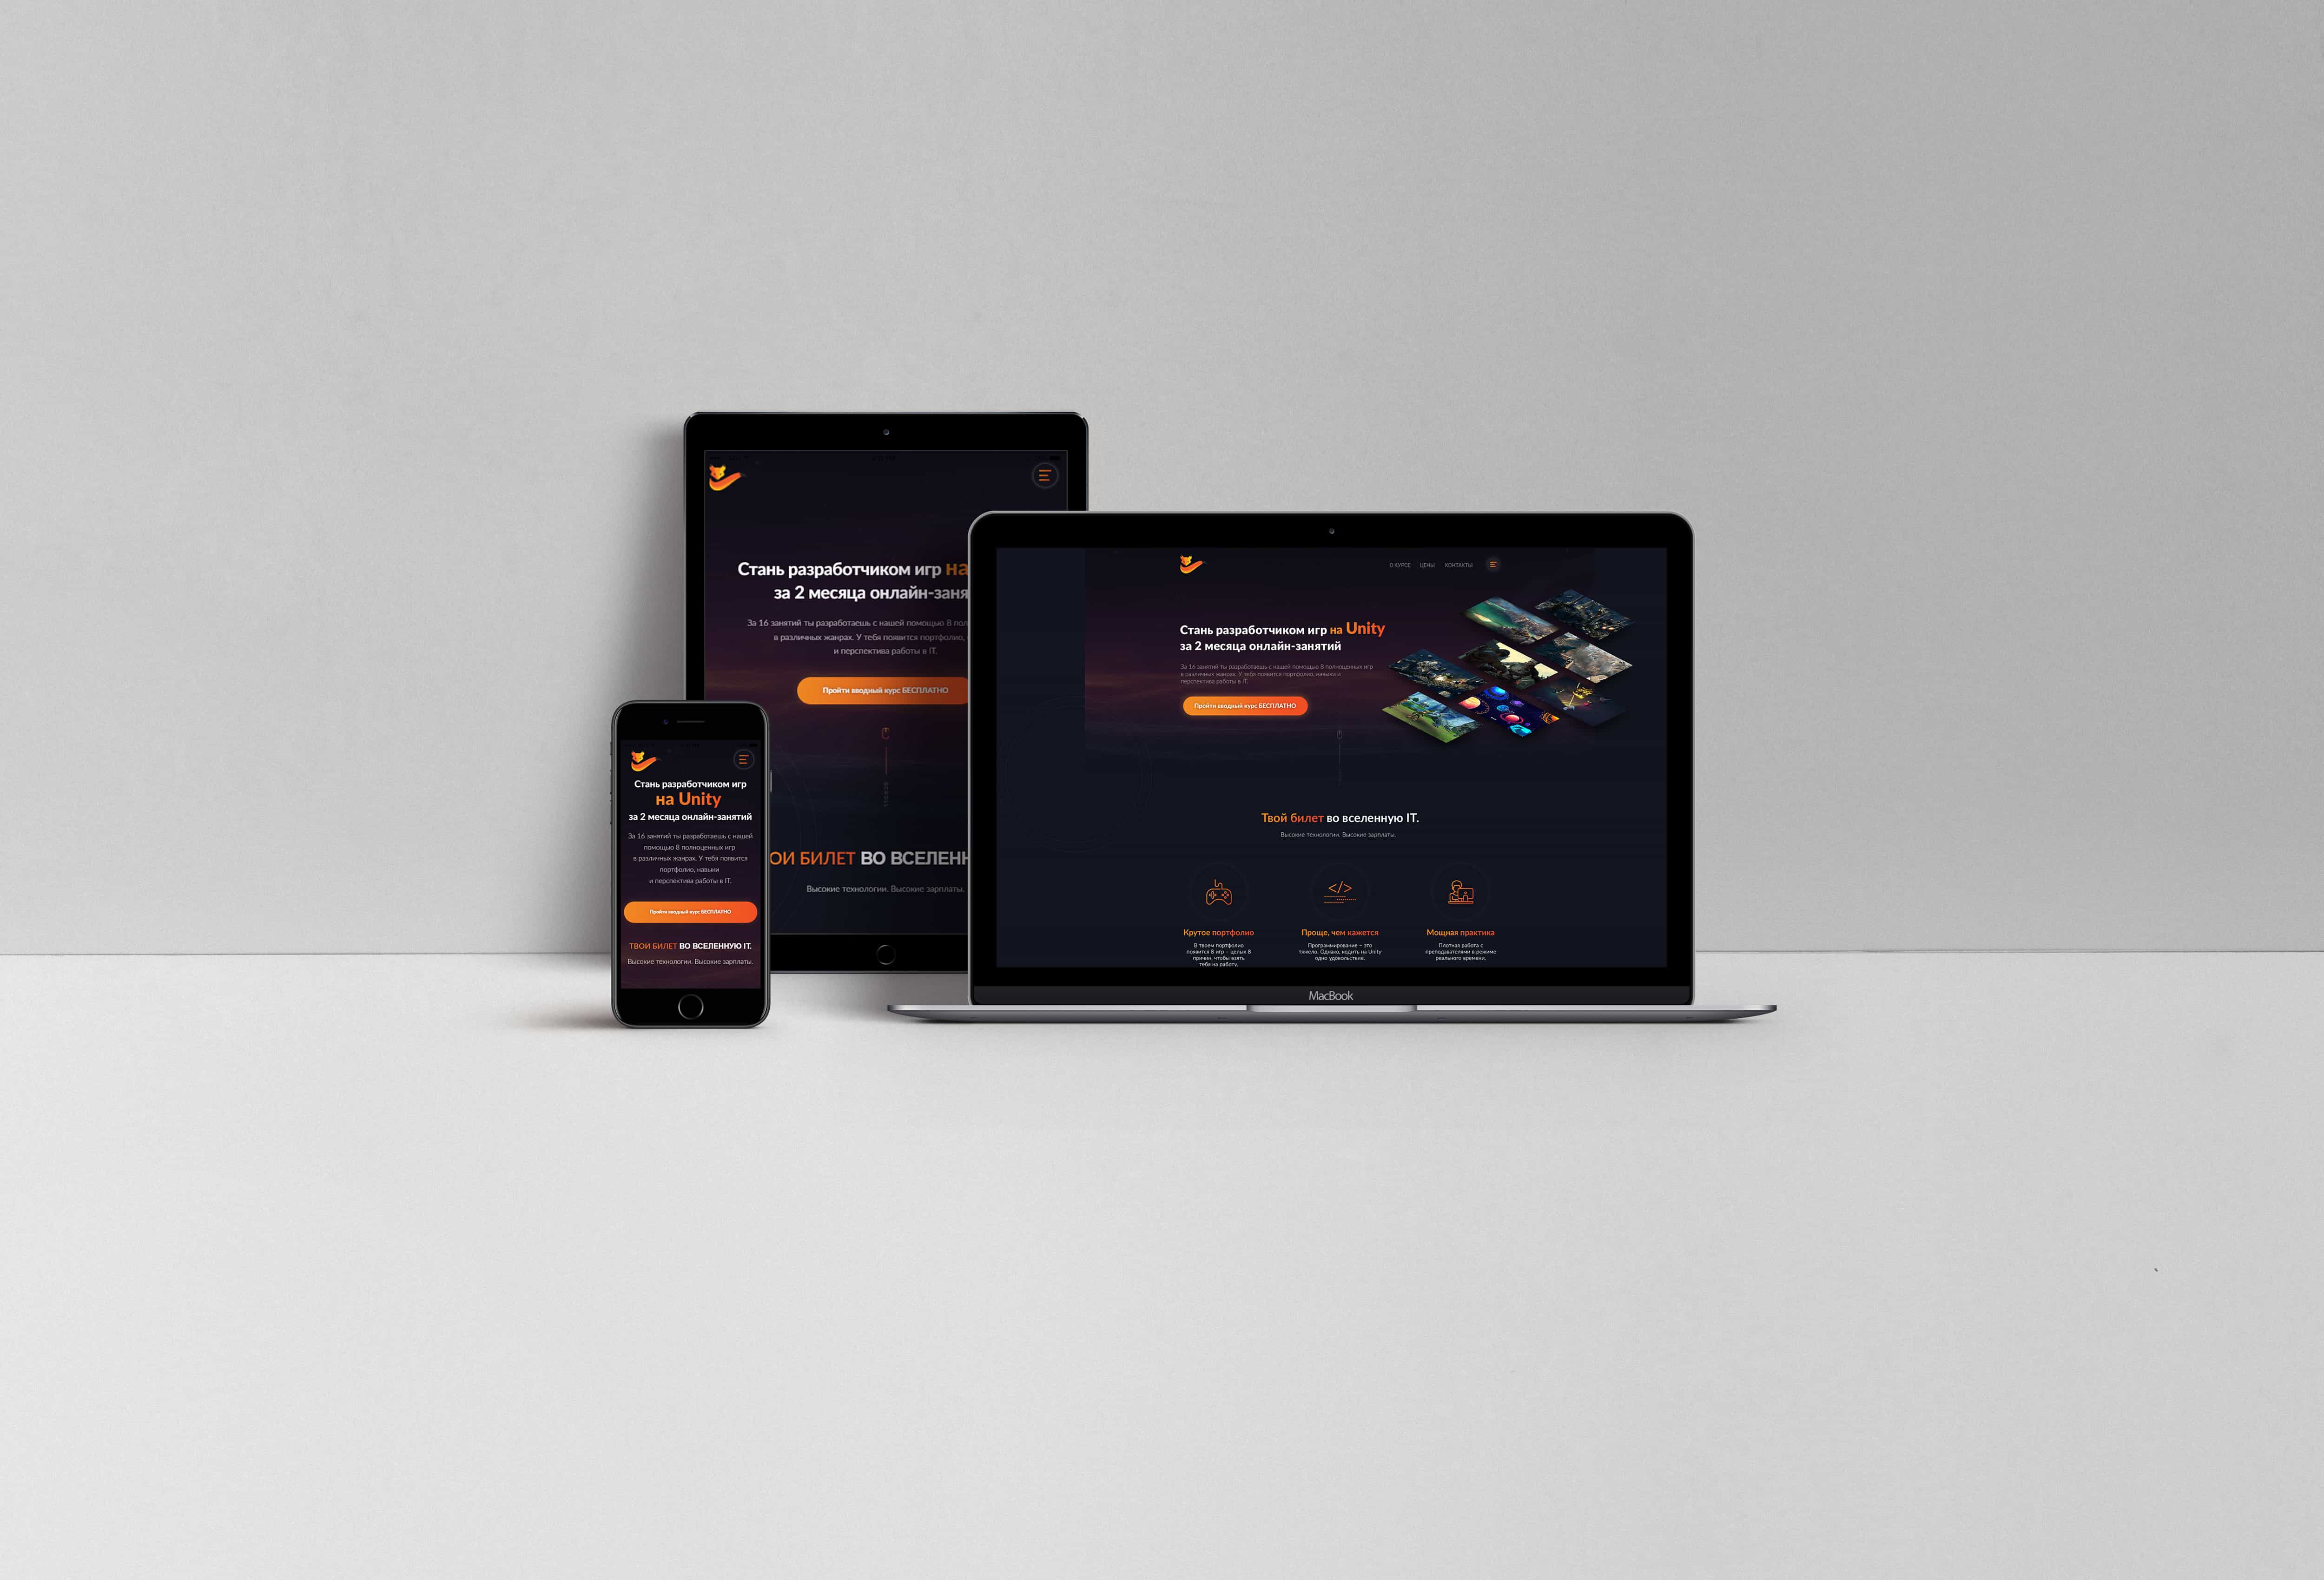 Стань разработчиком игр на
за 2 месяца онлайн-заня
За 16 занятий ты разработаешь с нашей помощью 8 пол
в различных жанрах. У тебя появится портфолио,
и перспектива работы в IT.
Пройти вводный курс БЕСПЛАТНО
ОИ БИЛЕТ ВО ВСЕЛЕНН
Высокие технологии. Высокие зарплаты.
Стань разработчиком игр
на Unity
за 2 месяца онлайн-занятий
За 16 занятий ты разработаешь с нашей
помощью 8 полноценных игр
в различных жанрах. У тебя появится
портфолио, навыки
и перспектива работы в IT.
Пройти вводный курс БЕСПЛАТНО
ТВОИ БИЛЕТ ВО ВСЕЛЕННУЮ IT.
Высокие технологии. Высокие зарплаты.
О КУРСЕ ЦЕНЫ КОНТАКТЫ
Стань разработчиком игр на Unity
за 2 месяца онлайн-занятий
За 16 занятий ты разработаешь с нашей помощью 8 полноценных игр
в различных жанрах. У тебя появится портфолио, навыки и
перспектива работы в IT.
Пройти вводный курс БЕСПЛАТНО
Твой билет во вселенную IT.
Высокие технологии. Высокие зарплаты.
Крутое портфолио
В твоем портфолио
появится 8 игр – целых 8
причин, чтобы взять
тебя на работу.
Проще, чем кажется
Программирование – это
тяжело. Однако, кодить на Unity
одно удовольствие.
Мощная практика
Плотная работа с
преподавателями в режиме
реального времени.
MacBook